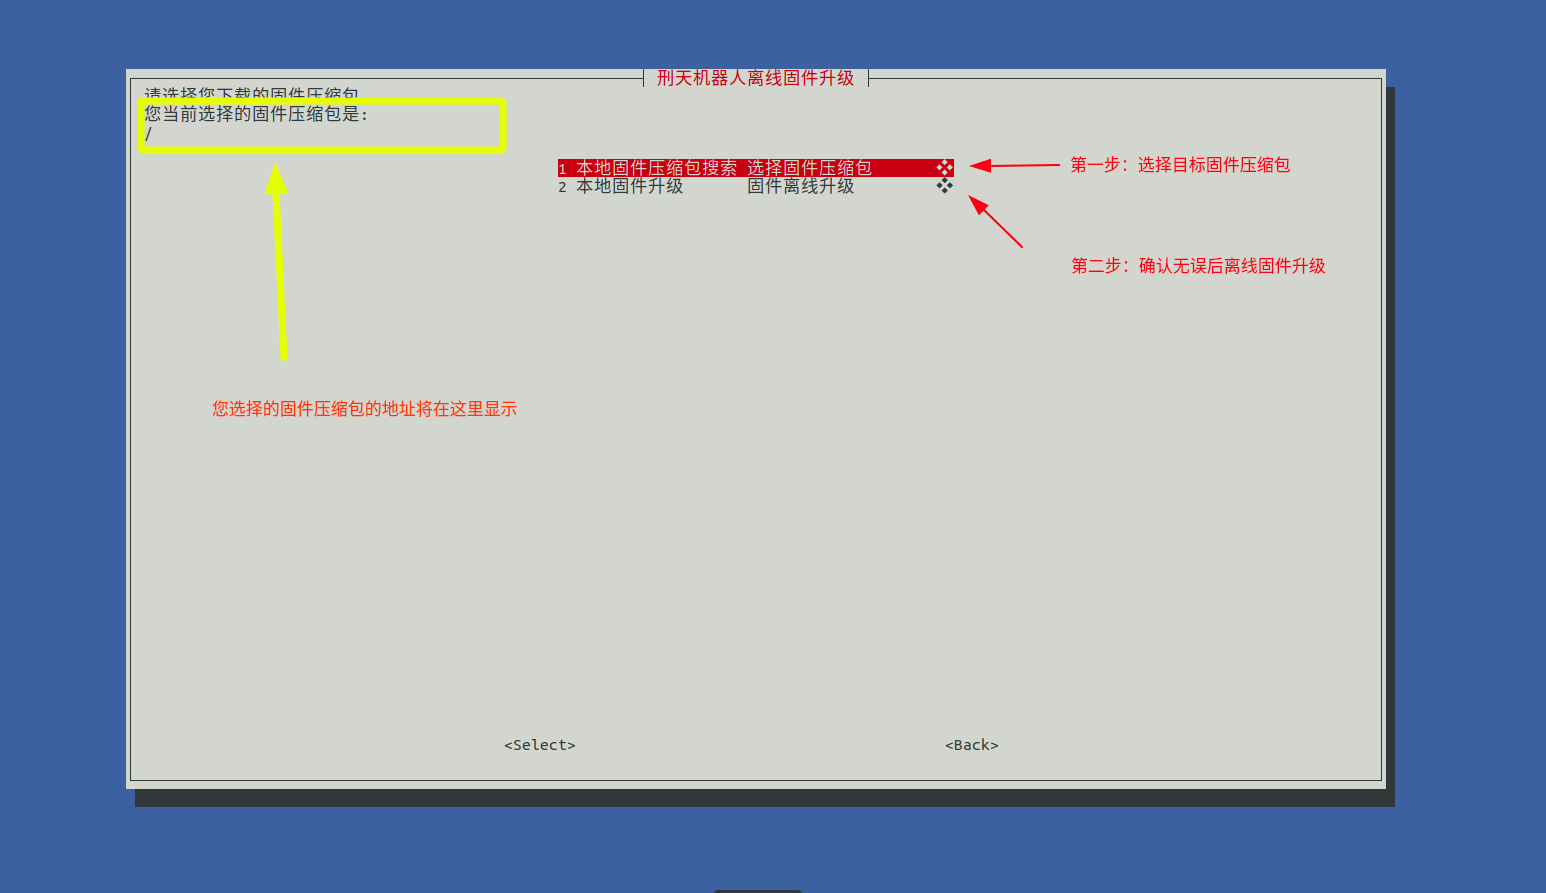 刑天机器人离线固件升级
请选择您下载的固件压缩包
您当前选择的固件压缩包是:
/
1 本地固件压缩包搜索 选择固件压缩包
2 本地固件升级 固件离线升级
第一步：选择目标固件压缩包
第二步：确认无误后离线固件升级
您选择的固件压缩包的地址将在这里显示
<Select> <Back>